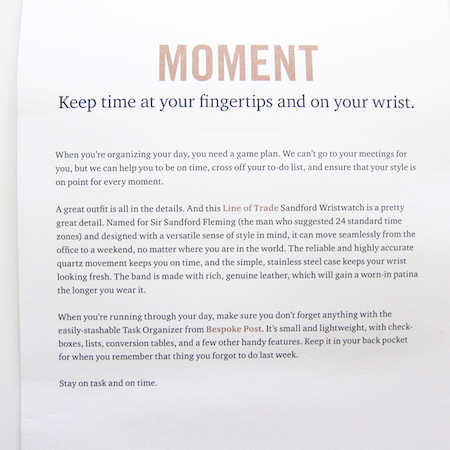 MOMENT
Keep time at your fingertips and on your wrist.
When you're organizing your day, you need a game plan. We can't go to your meetings for
you, but we can help you to be on time, cross off your to-do list, and ensure that your style is
on point for every moment.
A great outfit is all in the details. And this Line of Trade Sandford Wristwatch is a pretty
great detail. Named for Sir Sandford Fleming (the man who suggested 24 standard time
zones) and designed with a versatile sense of style in mind, it can move seamlessly from the
office to a weekend, no matter where you are in the world. The reliable and highly accurate
quartz movement keeps you on time, and the simple, stainless steel case keeps your wrist
looking fresh. The band is made with rich, genuine leather, which will gain a worn-in patina
the longer you wear it.
When you're running through your day, make sure you don't forget anything with the
easily-stashable Task Organizer from Bespoke Post. It's small and lightweight, with check-
boxes, lists, conversion tables, and a few other handy features. Keep it in your back pocket
for when you remember that thing you forgot to do last week.
Stay on task and on time.